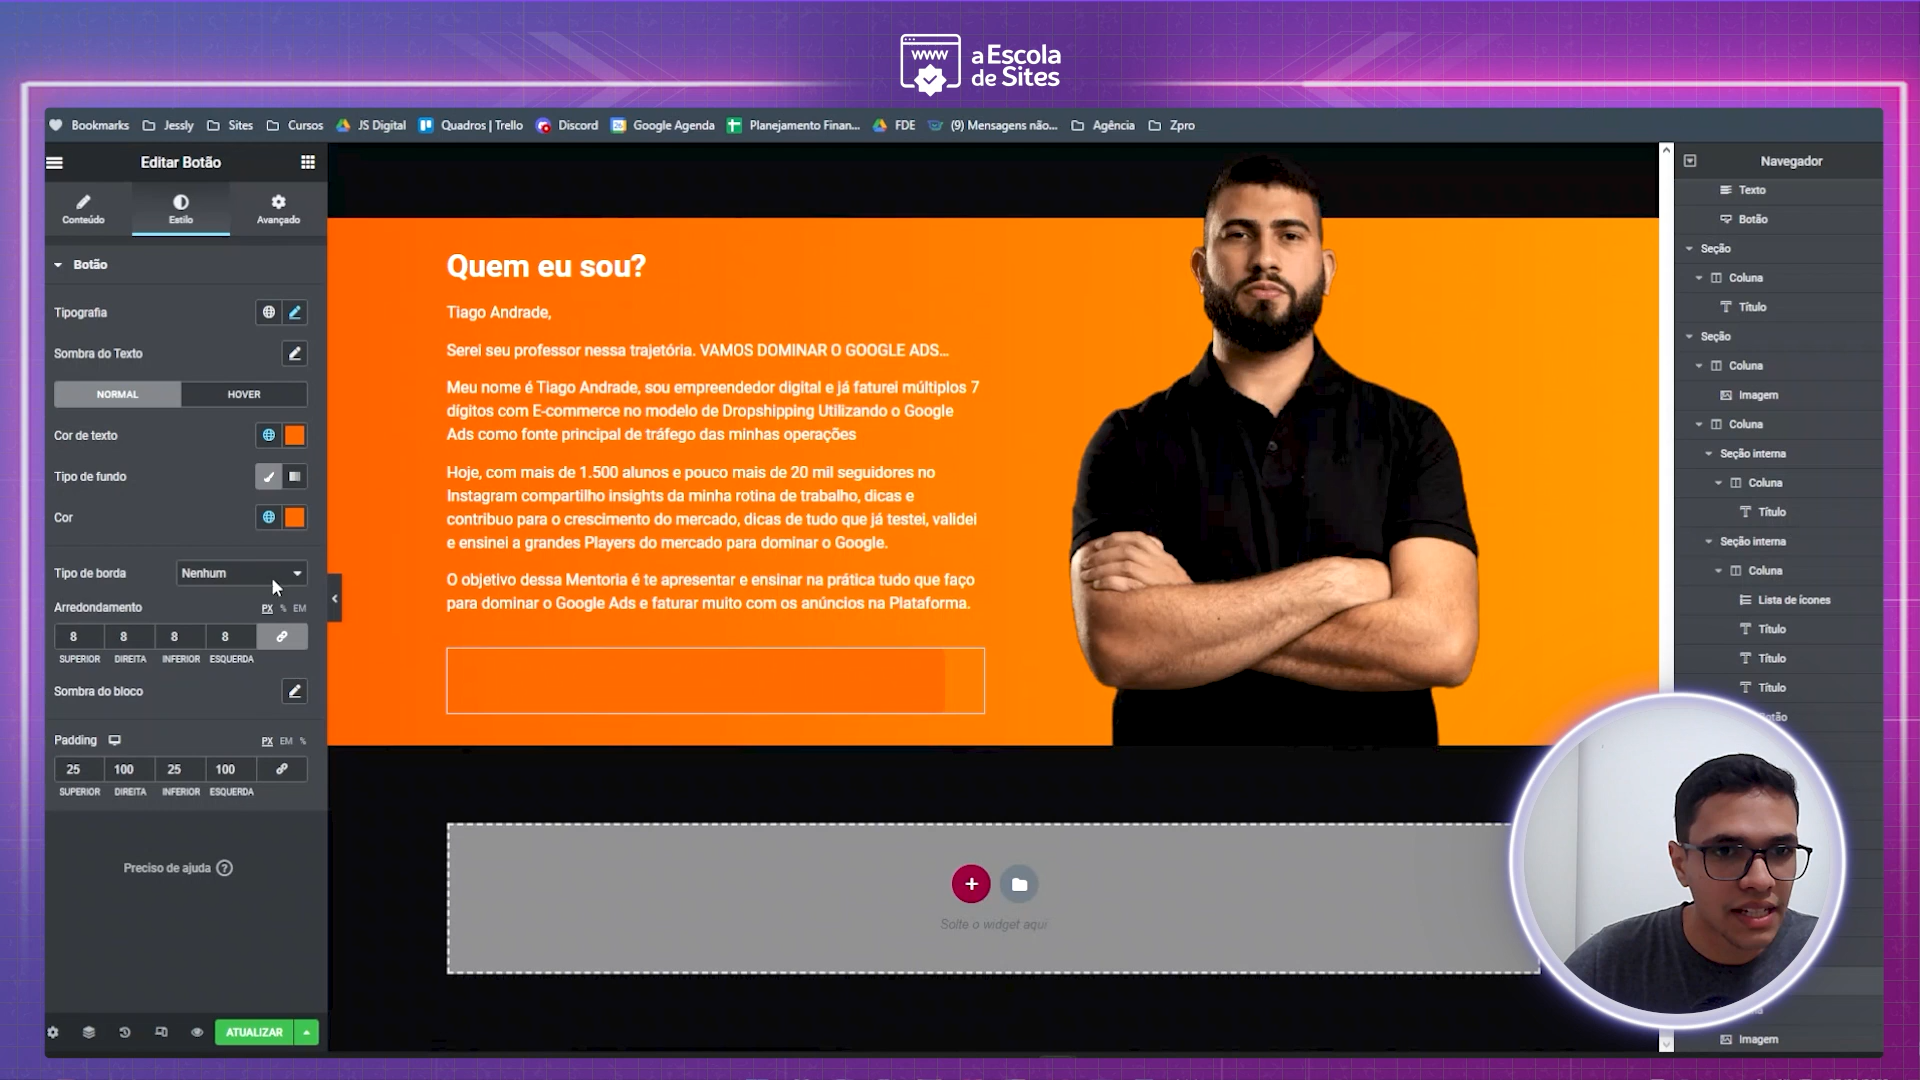 www
a Escola
de Sites
Bookmarks
Jessly
Sites
Cursos
JS Digital
Quadros | Trello
Discord
Google Agenda
Planejamento Finan...
FDE
(9) Mensagens não...
Agência
Zpro
Editar Botão
Conteúdo
Estilo
Avançado
Botão
Tipografia
Sombra do Texto
NORMAL
HOVER
Cor de texto
Tipo de fundo
Cor
Tipo de borda
Nenhum
Arredondamento
PX % EM
8 8 8 8
SUPERIOR DIREITA INFERIOR ESQUERDA
Sombra do bloco
Padding
PX EM %
25 100 25 100
SUPERIOR DIREITA INFERIOR ESQUERDA
Preciso de ajuda ?
ATUALIZAR
Quem eu sou?
Tiago Andrade,
Serei seu professor nessa trajetória. VAMOS DOMINAR O GOOGLE ADS...
Meu nome é Tiago Andrade, sou empreendedor digital e já faturei múltiplos 7
dígitos com E-commerce no modelo de Dropshipping Utilizando o Google
Ads como fonte principal de tráfego das minhas operações
Hoje, com mais de 1.500 alunos e pouco mais de 20 mil seguidores no
Instagram compartilho insights da minha rotina de trabalho, dicas e
contribuo para o crescimento do mercado, dicas de tudo que já testei, validei
e ensinei a grandes Players do mercado para dominar o Google.
O objetivo dessa Mentoria é te apresentar e ensinar na prática tudo que faço
para dominar o Google Ads e faturar muito com os anúncios na Plataforma.
Solte o widget aqui
Navegador
Texto
Botão
Seção
Coluna
Título
Seção
Coluna
Imagem
Coluna
Seção interna
Coluna
Título
Seção interna
Coluna
Lista de ícones
Título
Título
Título
Imagem